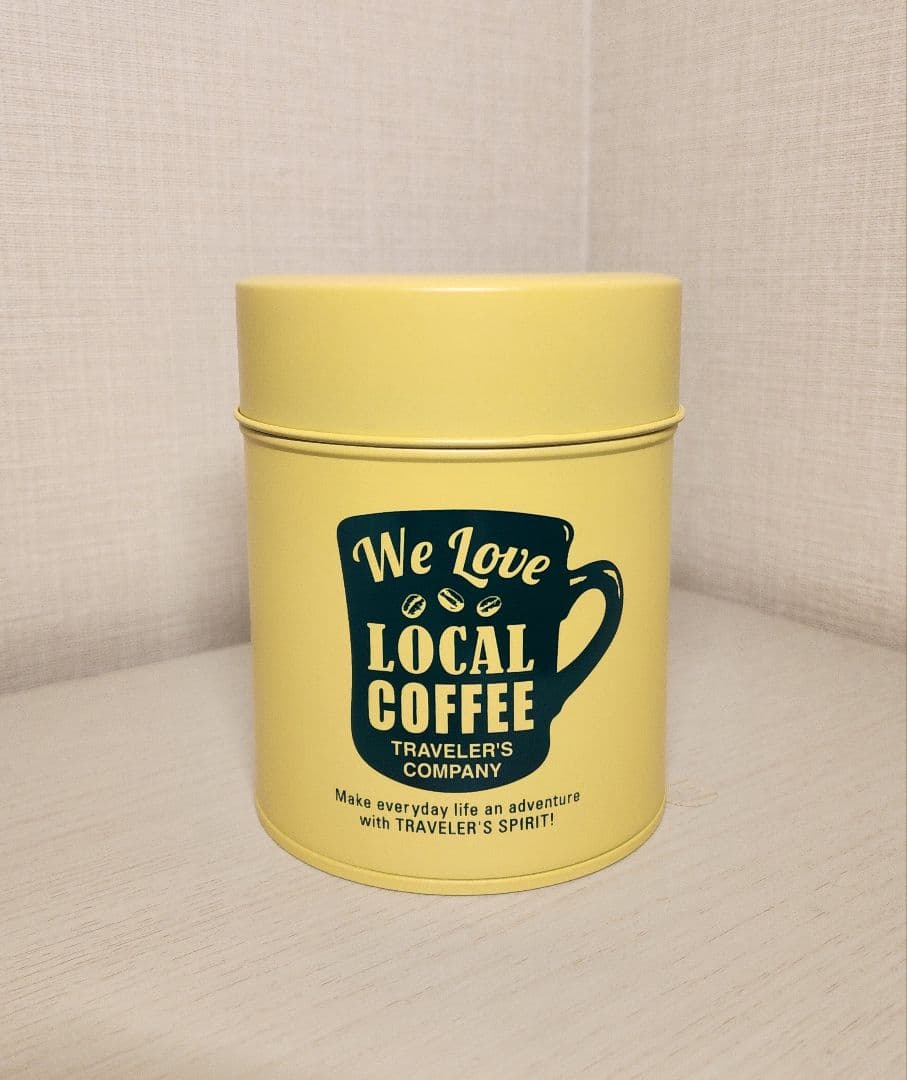 We Love
LOCAL
COFFEE
TRAVELER'S
COMPANY
Make everyday life an adventure
with TRAVELER'S SPIRIT!